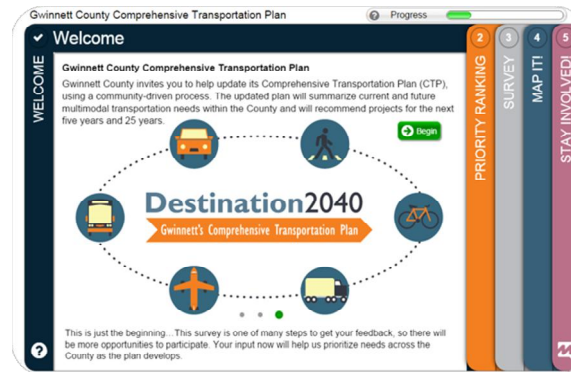 Gwinnett County Comprehensive Transportation Plan
? Progress
Welcome
WELCOME
Gwinnett County Comprehensive Transportation Plan
Gwinnett County invites you to help update its Comprehensive Transportation Plan (CTP),
using a community-driven process. The updated plan will summarize current and future
multimodal transportation needs within the County and will recommend projects for the next
five years and 25 years.
Begin
Destination2040
Gwinnett's Comprehensive Transportation Plan
This is just the beginning...This survey is one of many steps to get your feedback, so there will
be more opportunities to participate. Your input now will help us prioritize needs across the
County as the plan develops.
?
2
PRIORITY RANKING
3
SURVEY
4
MAP IT!
5
STAY INVOLVED!